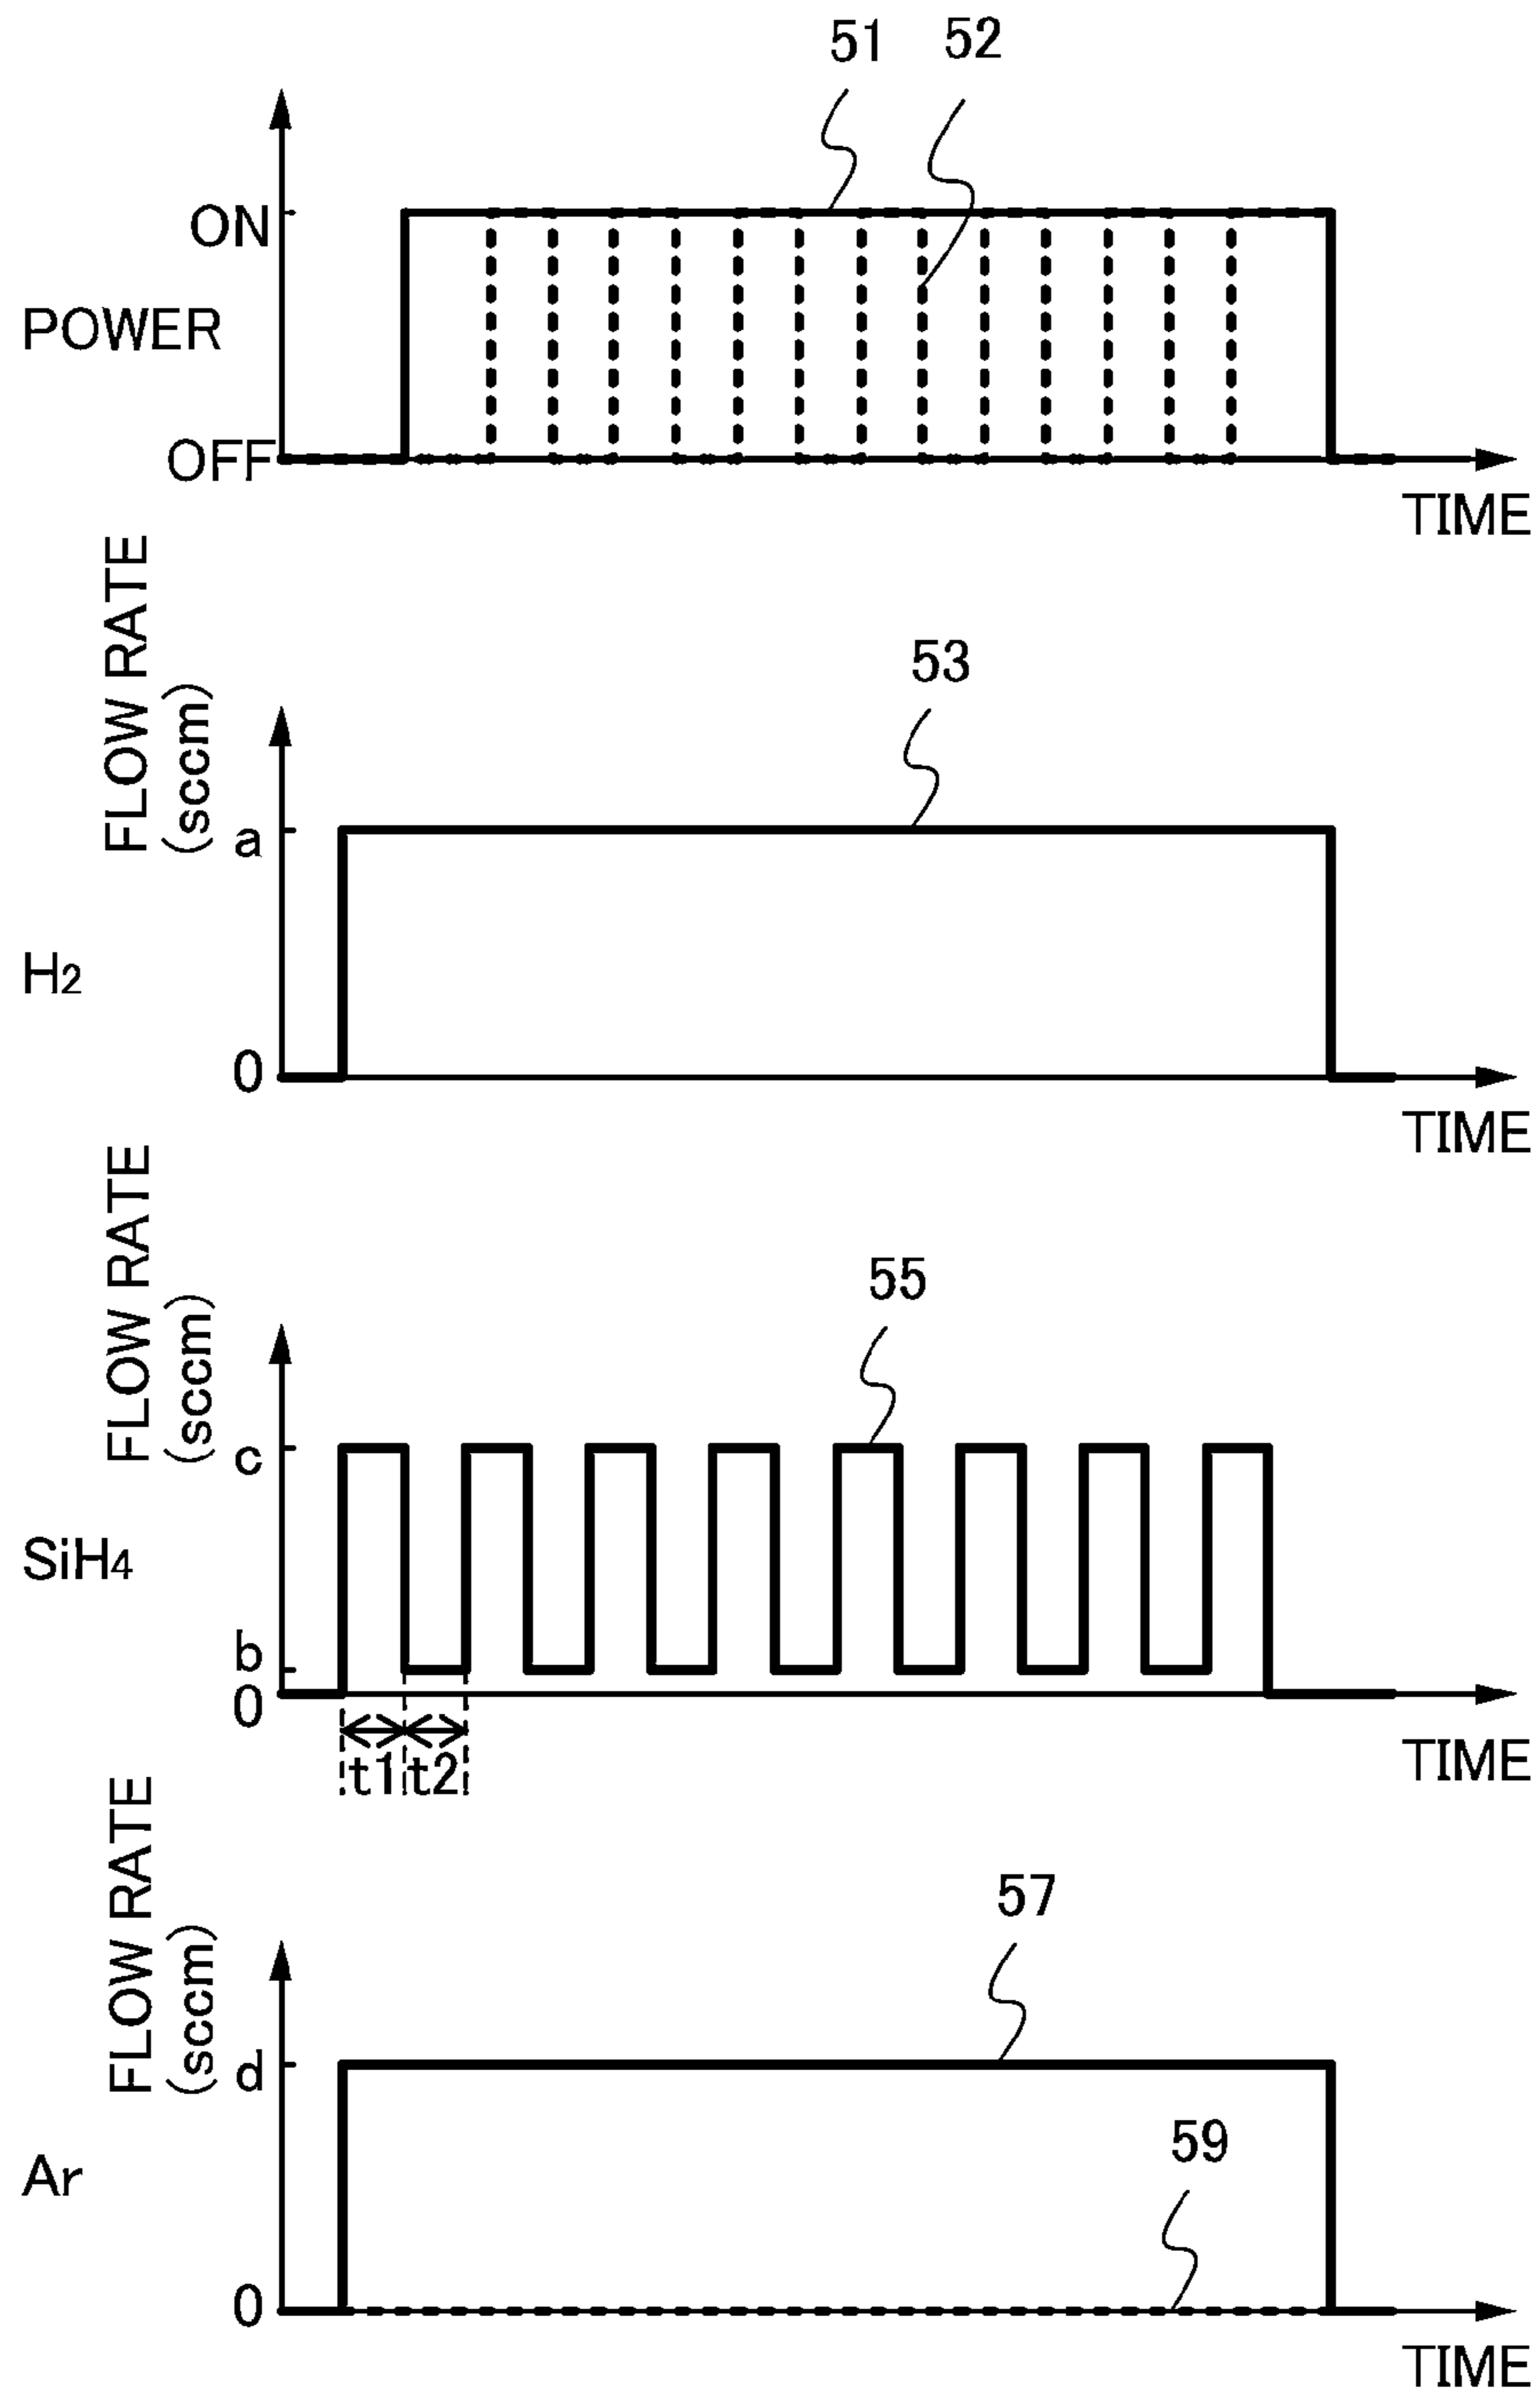 51 52
ON
POWER
OFF
TIME
FLOW RATE
(sccm)
53
a
H2
0
TIME
FLOW RATE
(sccm)
55
c
SiH4
b
0
t1 t2
TIME
FLOW RATE
(sccm)
57
d
59
Ar
0
TIME